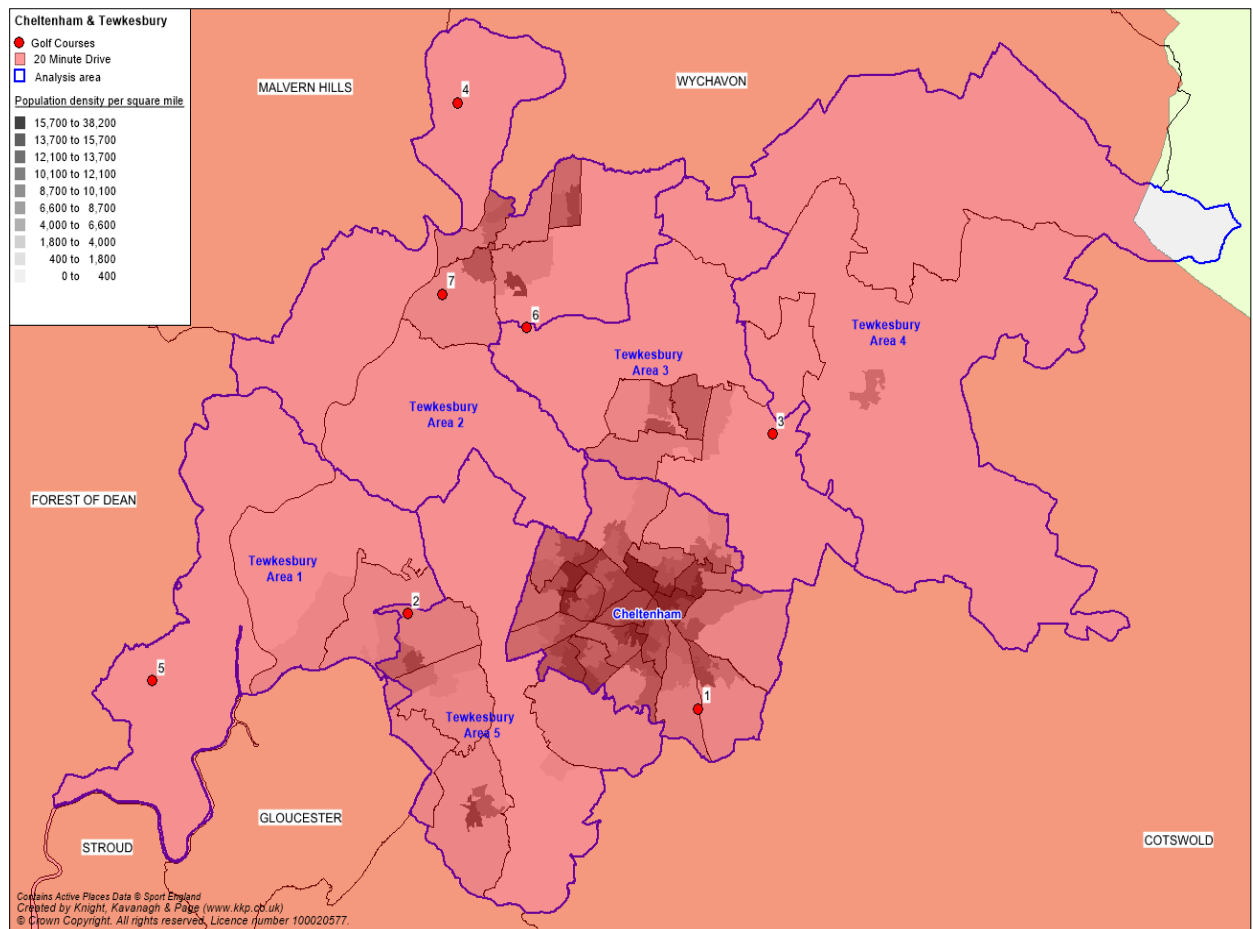 Cheltenham & Tewkesbury
Golf Courses
20 Minute Drive
Analysis area
Population density per square mile
15,700 to 38,200
13,700 to 15,700
12,100 to 13,700
10,100 to 12,100
8,700 to 10,100
6,600 to 8,700
4,000 to 6,600
1,800 to 4,000
400 to 1,800
0 to 400
MALVERN HILLS
WYCHAVON
4
7
6
Tewkesbury
Area 4
Tewkesbury
Area 3
Tewkesbury
Area 2
3
FOREST OF DEAN
Tewkesbury
Area 1
2
Cheltenham
5
1
Tewkesbury
Area 5
GLOUCESTER
STROUD
COTSWOLD
Contains Active Places Data © Sport England
Created by Knight, Kavanagh & Page (www.kkp.co.uk)
© Crown Copyright. All rights reserved. Licence number 100020577.